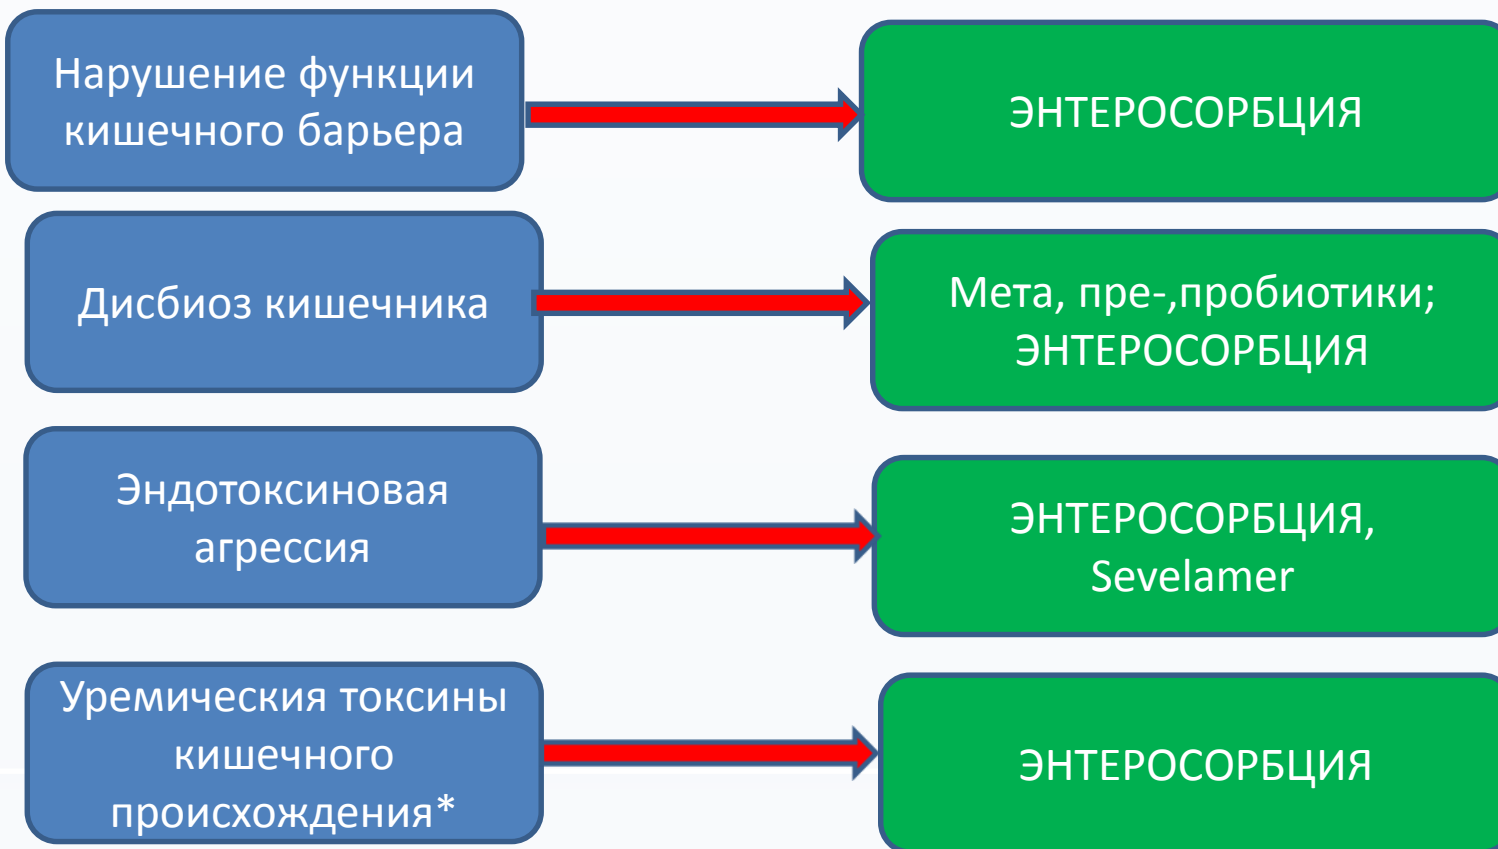 Нарушение функции
кишечного барьера
ЭНТЕРОСОРБЦИЯ
Дисбиоз кишечника
Мета, пре-,пробиотики;
ЭНТЕРОСОРБЦИЯ
Эндотоксиновая
агрессия
ЭНТЕРОСОРБЦИЯ,
Sevelamer
Уремическия токсины
кишечного
происхождения*
ЭНТЕРОСОРБЦИЯ